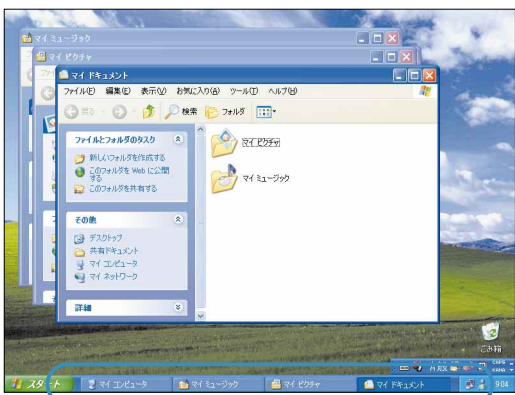 マイ ミュージック
マイ ピクチャ
マイ ドキュメント
ファイル(F) 編集(E) 表示(V) お気に入り(A) ツール(T) ヘルプ(H)
戻る 検索 フォルダ
ファイルとフォルダのタスク
新しいフォルダを作成する
このフォルダを Web に公開する
このフォルダを共有する
その他
デスクトップ
共有ドキュメント
マイ コンピュータ
マイ ネットワーク
詳細
マイ ピクチャ
マイ ミュージック
ごみ箱
CAPS
KANA
スタート マイ コンピュータ マイ ミュージック マイ ピクチャ マイ ドキュメント 9:04